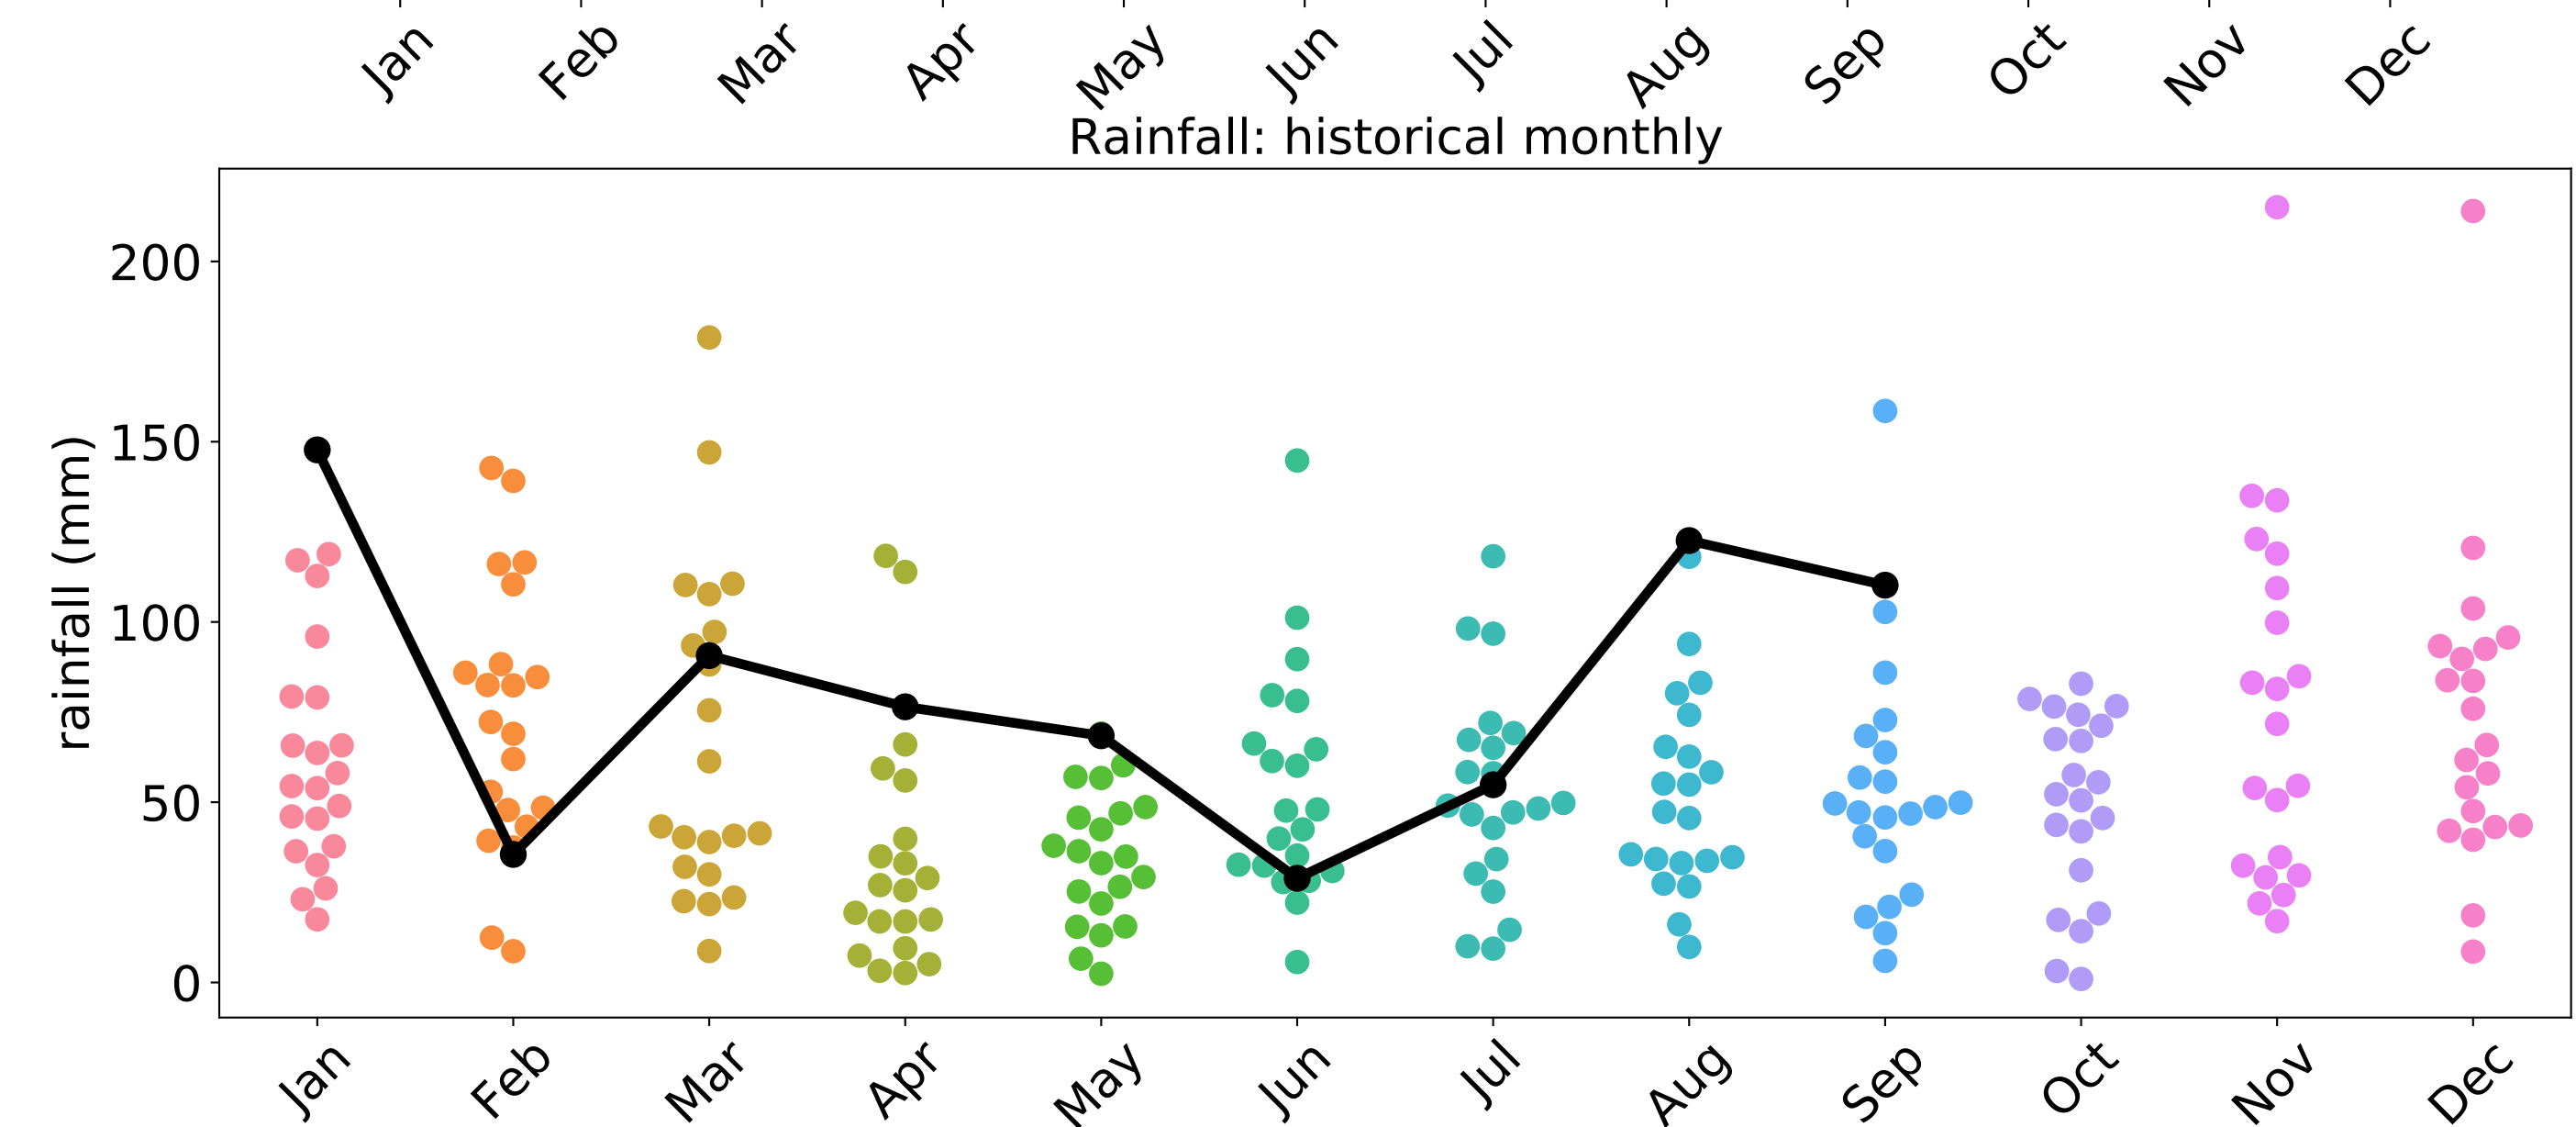 Jan Feb Mar Apr May Jun Jul Aug Sep Oct Nov Dec
Rainfall: historical monthly
rainfall (mm)
200
150
100
50
0
Jan Feb Mar Apr May Jun Jul Aug Sep Oct Nov Dec